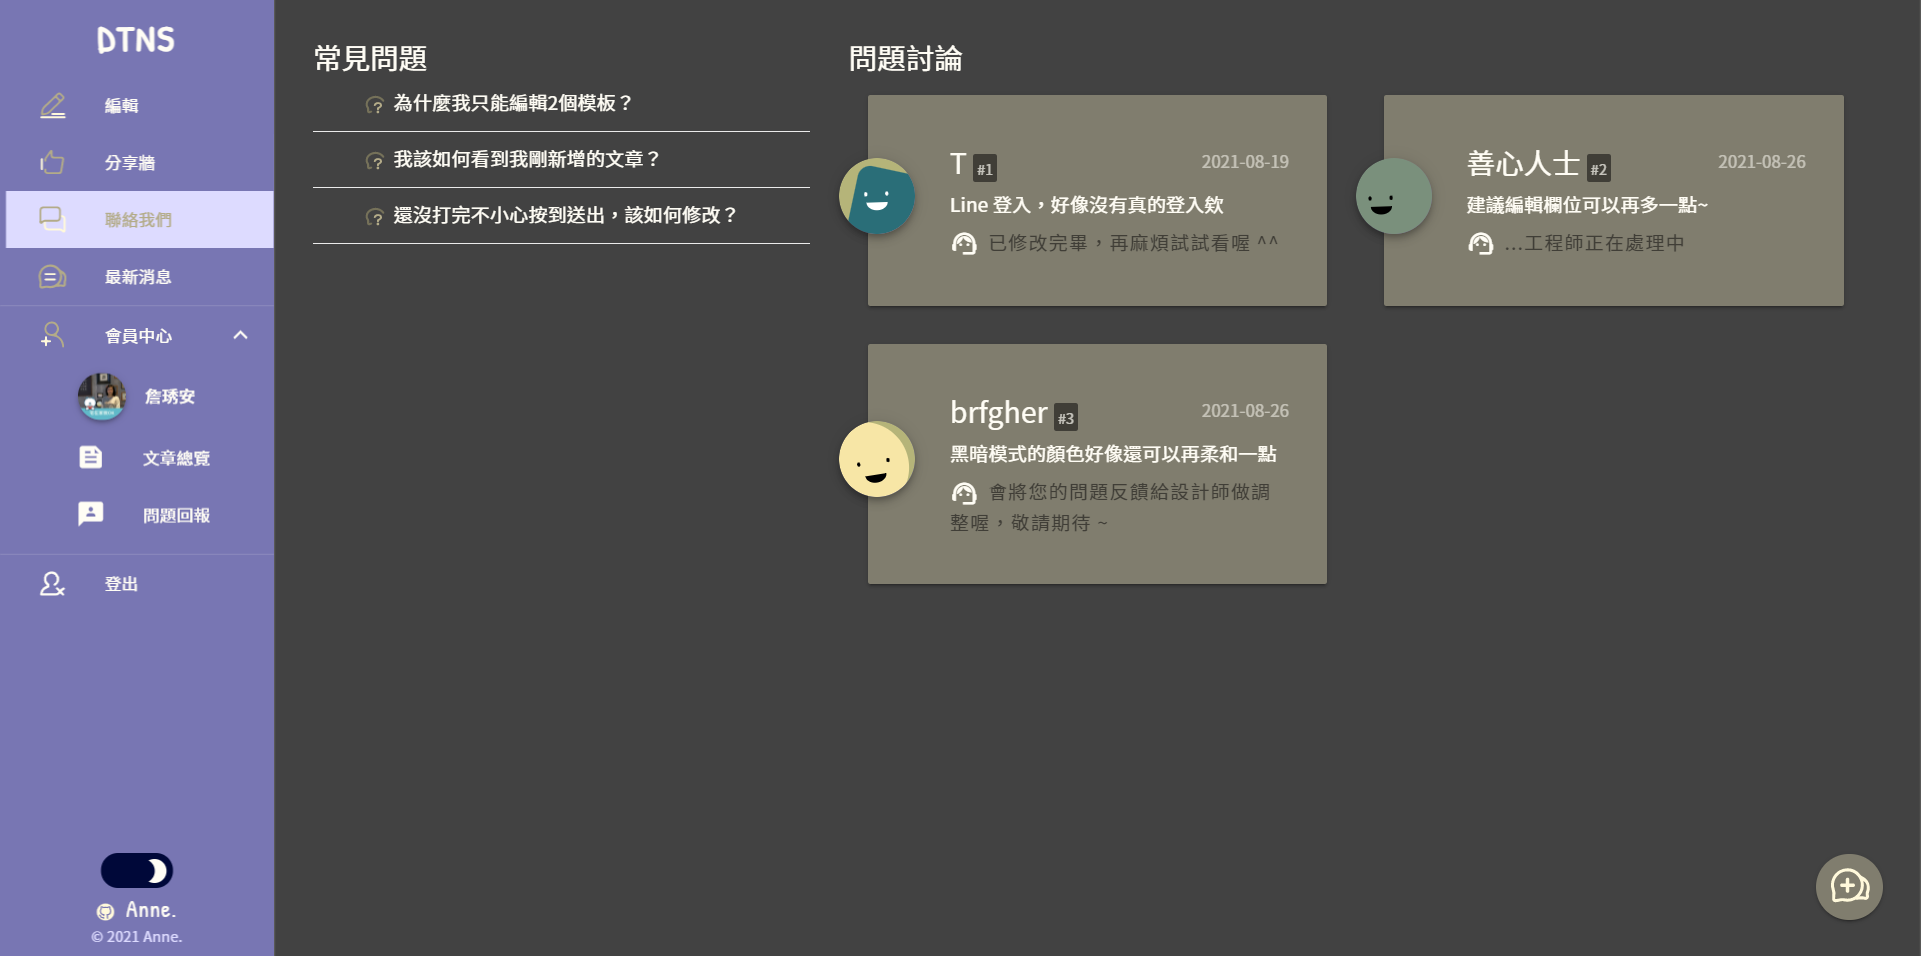 DTNS
編輯
分享牆
聯絡我們
最新消息
會員中心
詹琇安
文章總覽
問題回報
登出
Anne.
© 2021 Anne.
常見問題
為什麼我只能編輯2個模板？
我該如何看到我剛新增的文章？
還沒打完不小心按到送出，該如何修改？
問題討論
T #1 2021-08-19
Line 登入，好像沒有真的登入欸
已修改完畢，再麻煩試試看喔 ^^
善心人士 #2 2021-08-26
建議編輯欄位可以再多一點~
...工程師正在處理中
brfgher #3 2021-08-26
黑暗模式的顏色好像還可以再柔和一點
會將您的問題反饋給設計師做調
整喔，敬請期待 ~